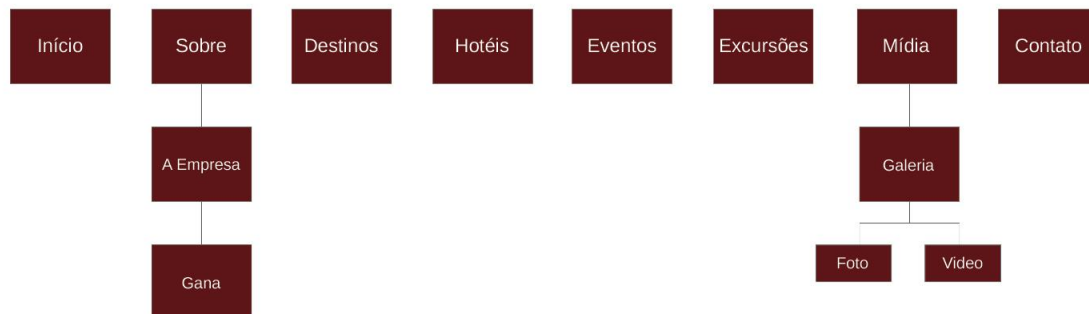 Início
Sobre
Destinos
Hotéis
Eventos
Excursões
Mídia
Contato
A Empresa
Galeria
Gana
Foto
Video